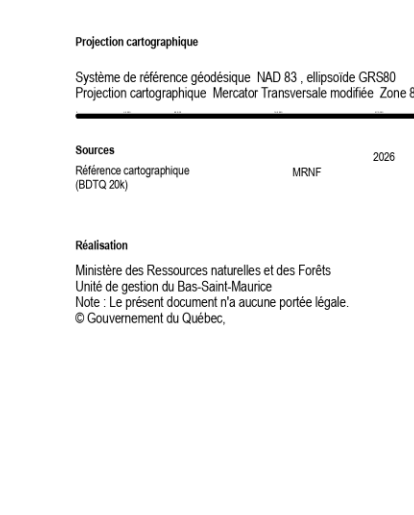 Projection cartographique
Système de référence géodésique NAD 83 , ellipsoïde GRS80
Projection cartographique Mercator Transversale modifiée Zone 8
Sources
2026
Référence cartographique MRNF
(BDTQ 20k)
Réalisation
Ministère des Ressources naturelles et des Forêts
Unité de gestion du Bas-Saint-Maurice
Note : Le présent document n'a aucune portée légale.
© Gouvernement du Québec,